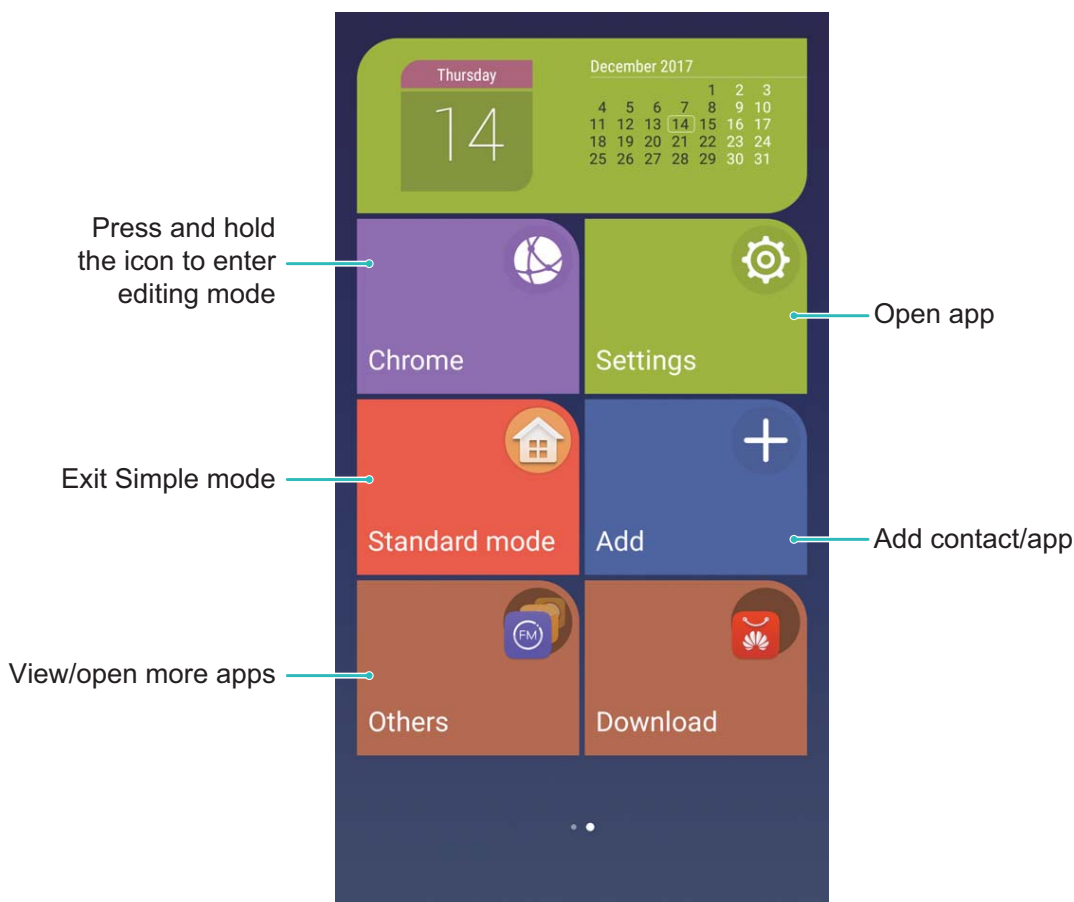 Thursday
14
December 2017
1 2 3
4 5 6 7 8 9 10
11 12 13 14 15 16 17
18 19 20 21 22 23 24
25 26 27 28 29 30 31
Press and hold
the icon to enter
editing mode
Chrome
Settings
Open app
Exit Simple mode
Standard mode
Add
Add contact/app
View/open more apps
FM
Others
Download